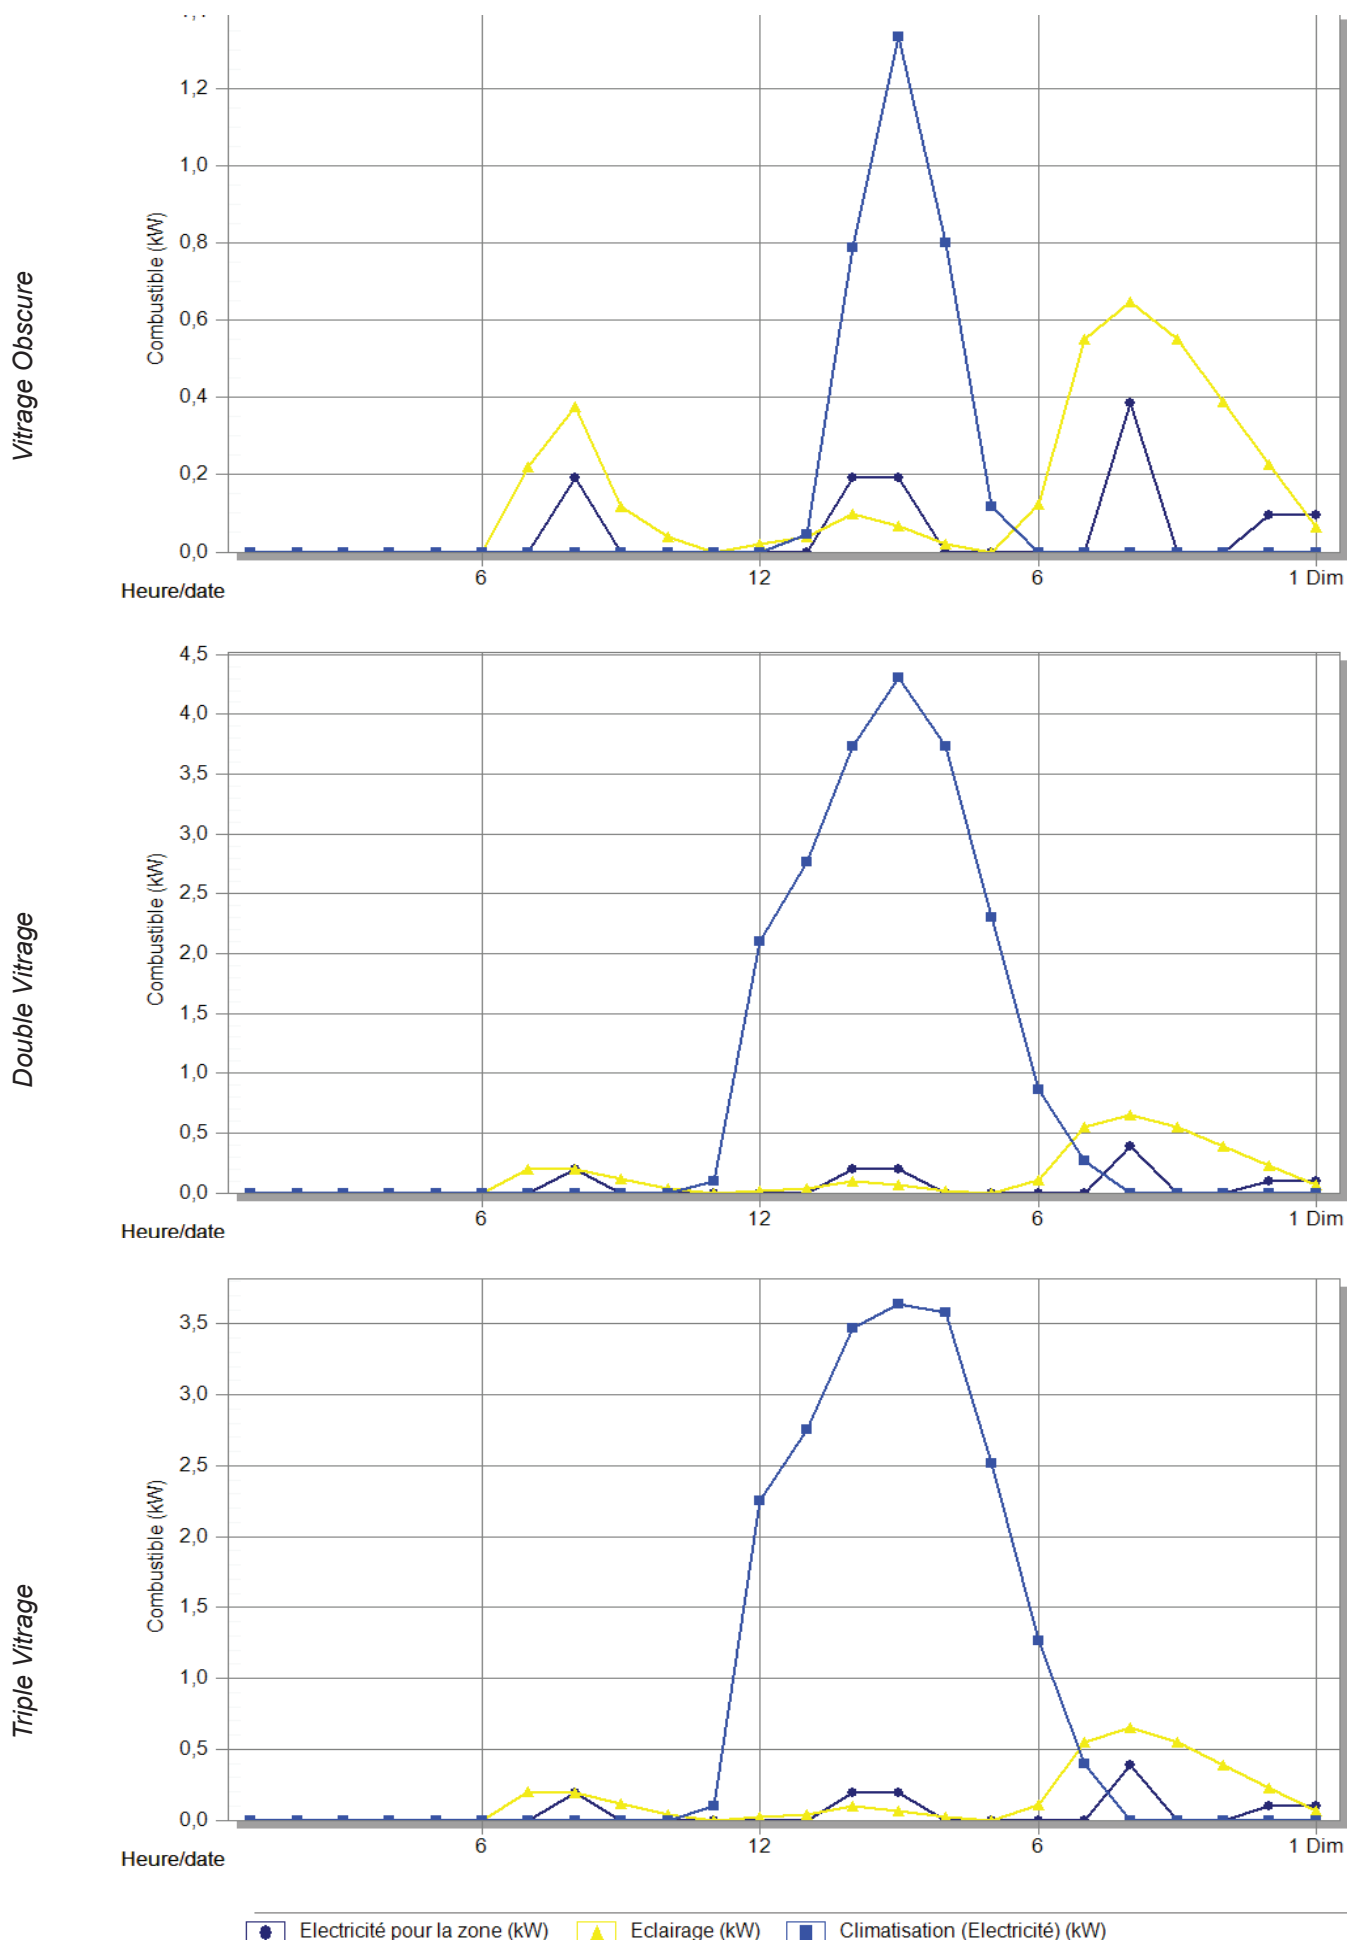 Vitrage Obscure
Combustible (kW)
1,2
1,0
0,8
0,6
0,4
0,2
0,0
6
12
6
1 Dim
Heure/date
Double Vitrage
Combustible (kW)
4,5
4,0
3,5
3,0
2,5
2,0
1,5
1,0
0,5
0,0
6
12
6
1 Dim
Heure/date
Triple Vitrage
Combustible (kW)
3,5
3,0
2,5
2,0
1,5
1,0
0,5
0,0
6
12
6
1 Dim
Heure/date
Electricité pour la zone (kW) Eclairage (kW) Climatisation (Electricité) (kW)